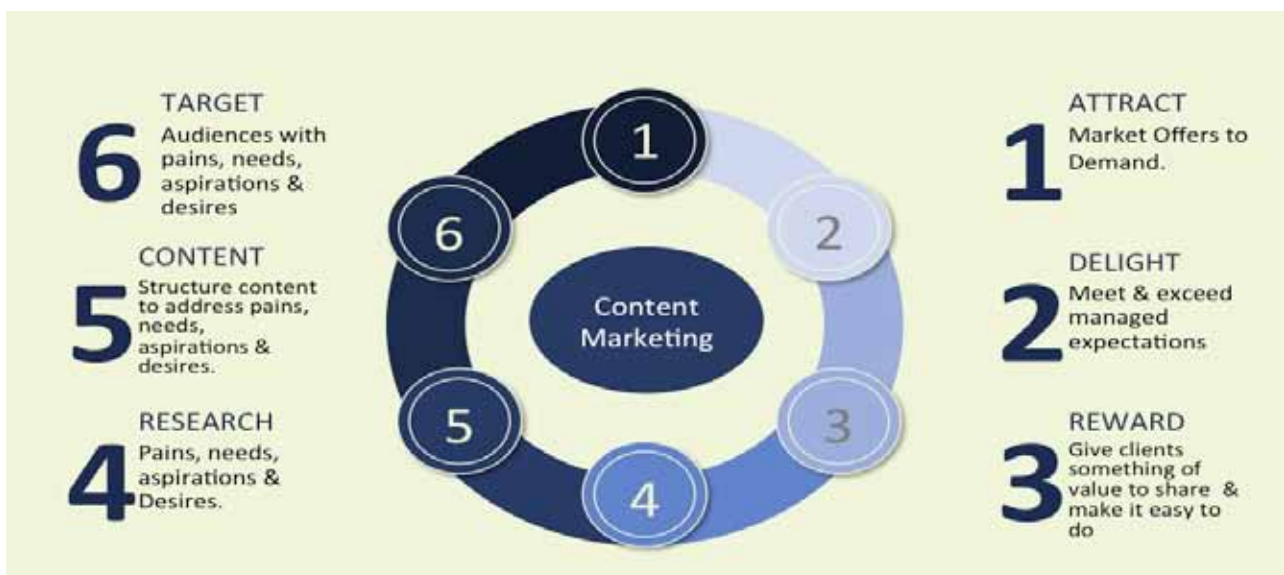 TARGET
6
Audiences with
pains, needs,
aspirations &
desires
CONTENT
5
Structure content
to address pains,
needs,
aspirations &
desires.
RESEARCH
4
Pains, needs,
aspirations &
Desires.
1
2
3
4
5
6
Content
Marketing
ATTRACT
1
Market Offers to
Demand.
DELIGHT
2
Meet & exceed
managed
expectations
REWARD
3
Give clients
something of
value to share &
make it easy to
do